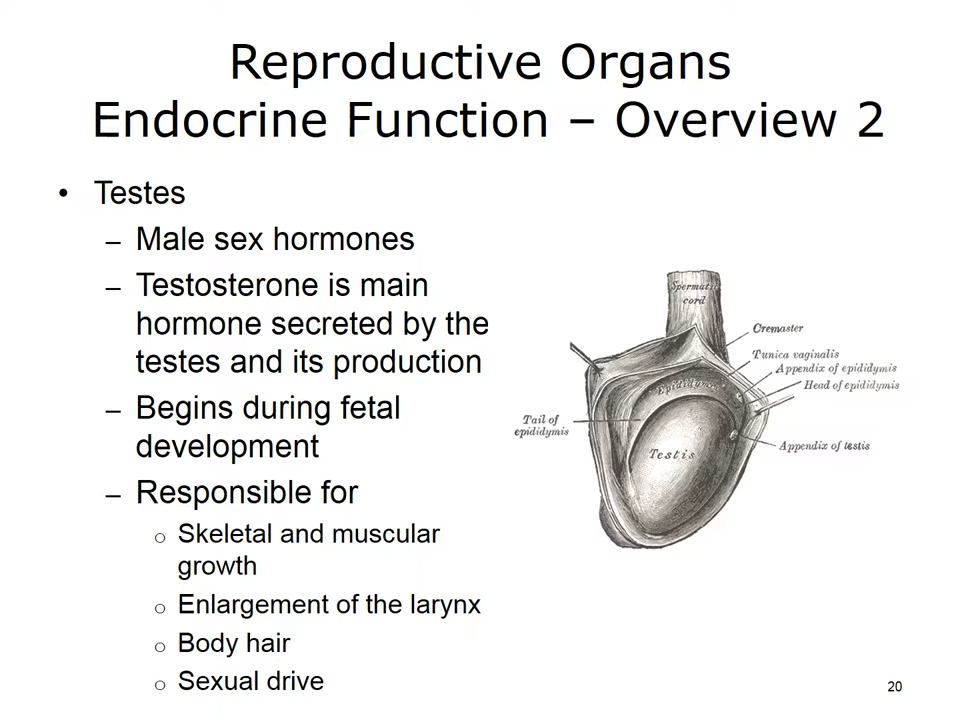 Reproductive Organs
Endocrine Function – Overview 2
• Testes
– Male sex hormones
– Testosterone is main
hormone secreted by the
testes and its production
– Begins during fetal
development
– Responsible for
o Skeletal and muscular
growth
o Enlargement of the larynx
o Body hair
o Sexual drive
Spermatic
cord
Cremaster
Tunica vaginalis
Appendix of epididymis
Head of epididymis
Epididymis
Tail of
epididymis
Testis
Appendix of testis
20